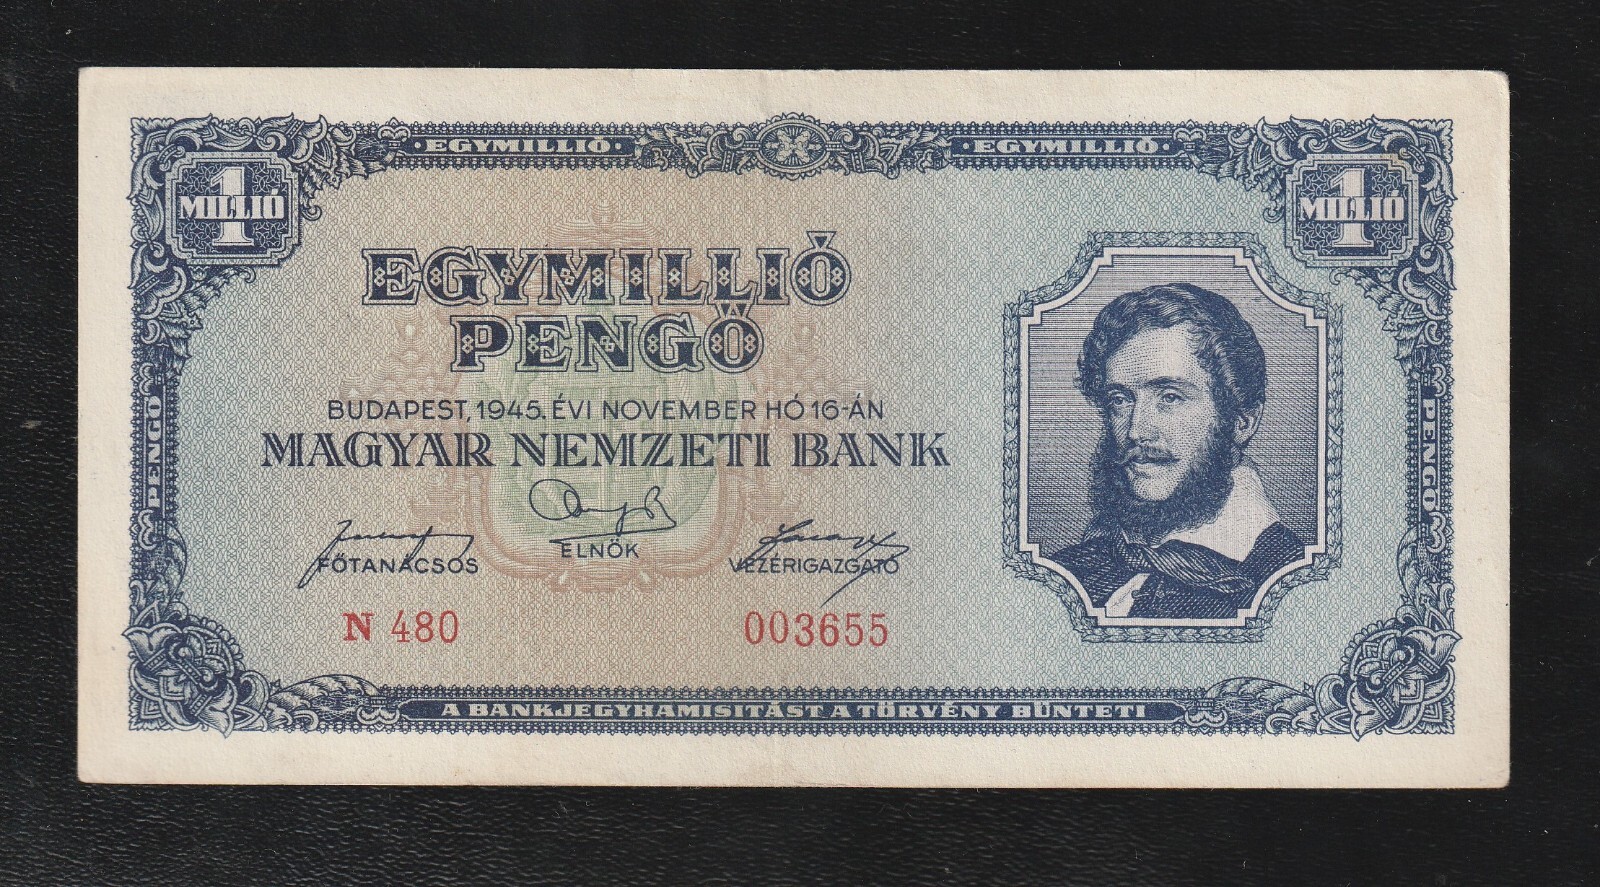 ·EGYMILLIÓ· ·EGYMILLIÓ·
1 MILLIÓ
1 MILLIÓ
EGYMILLIÓ
PENGŐ
BUDAPEST, 1945. ÉVI NOVEMBER HÓ 16-ÁN
MAGYAR NEMZETI BANK
FŐTANÁCSOS ELNÖK VEZÉRIGAZGATÓ
N 480 003655
PENGŐ
PENGŐ
A BANKJEGYHAMISITÁST A TÖRVÉNY BÜNTETI